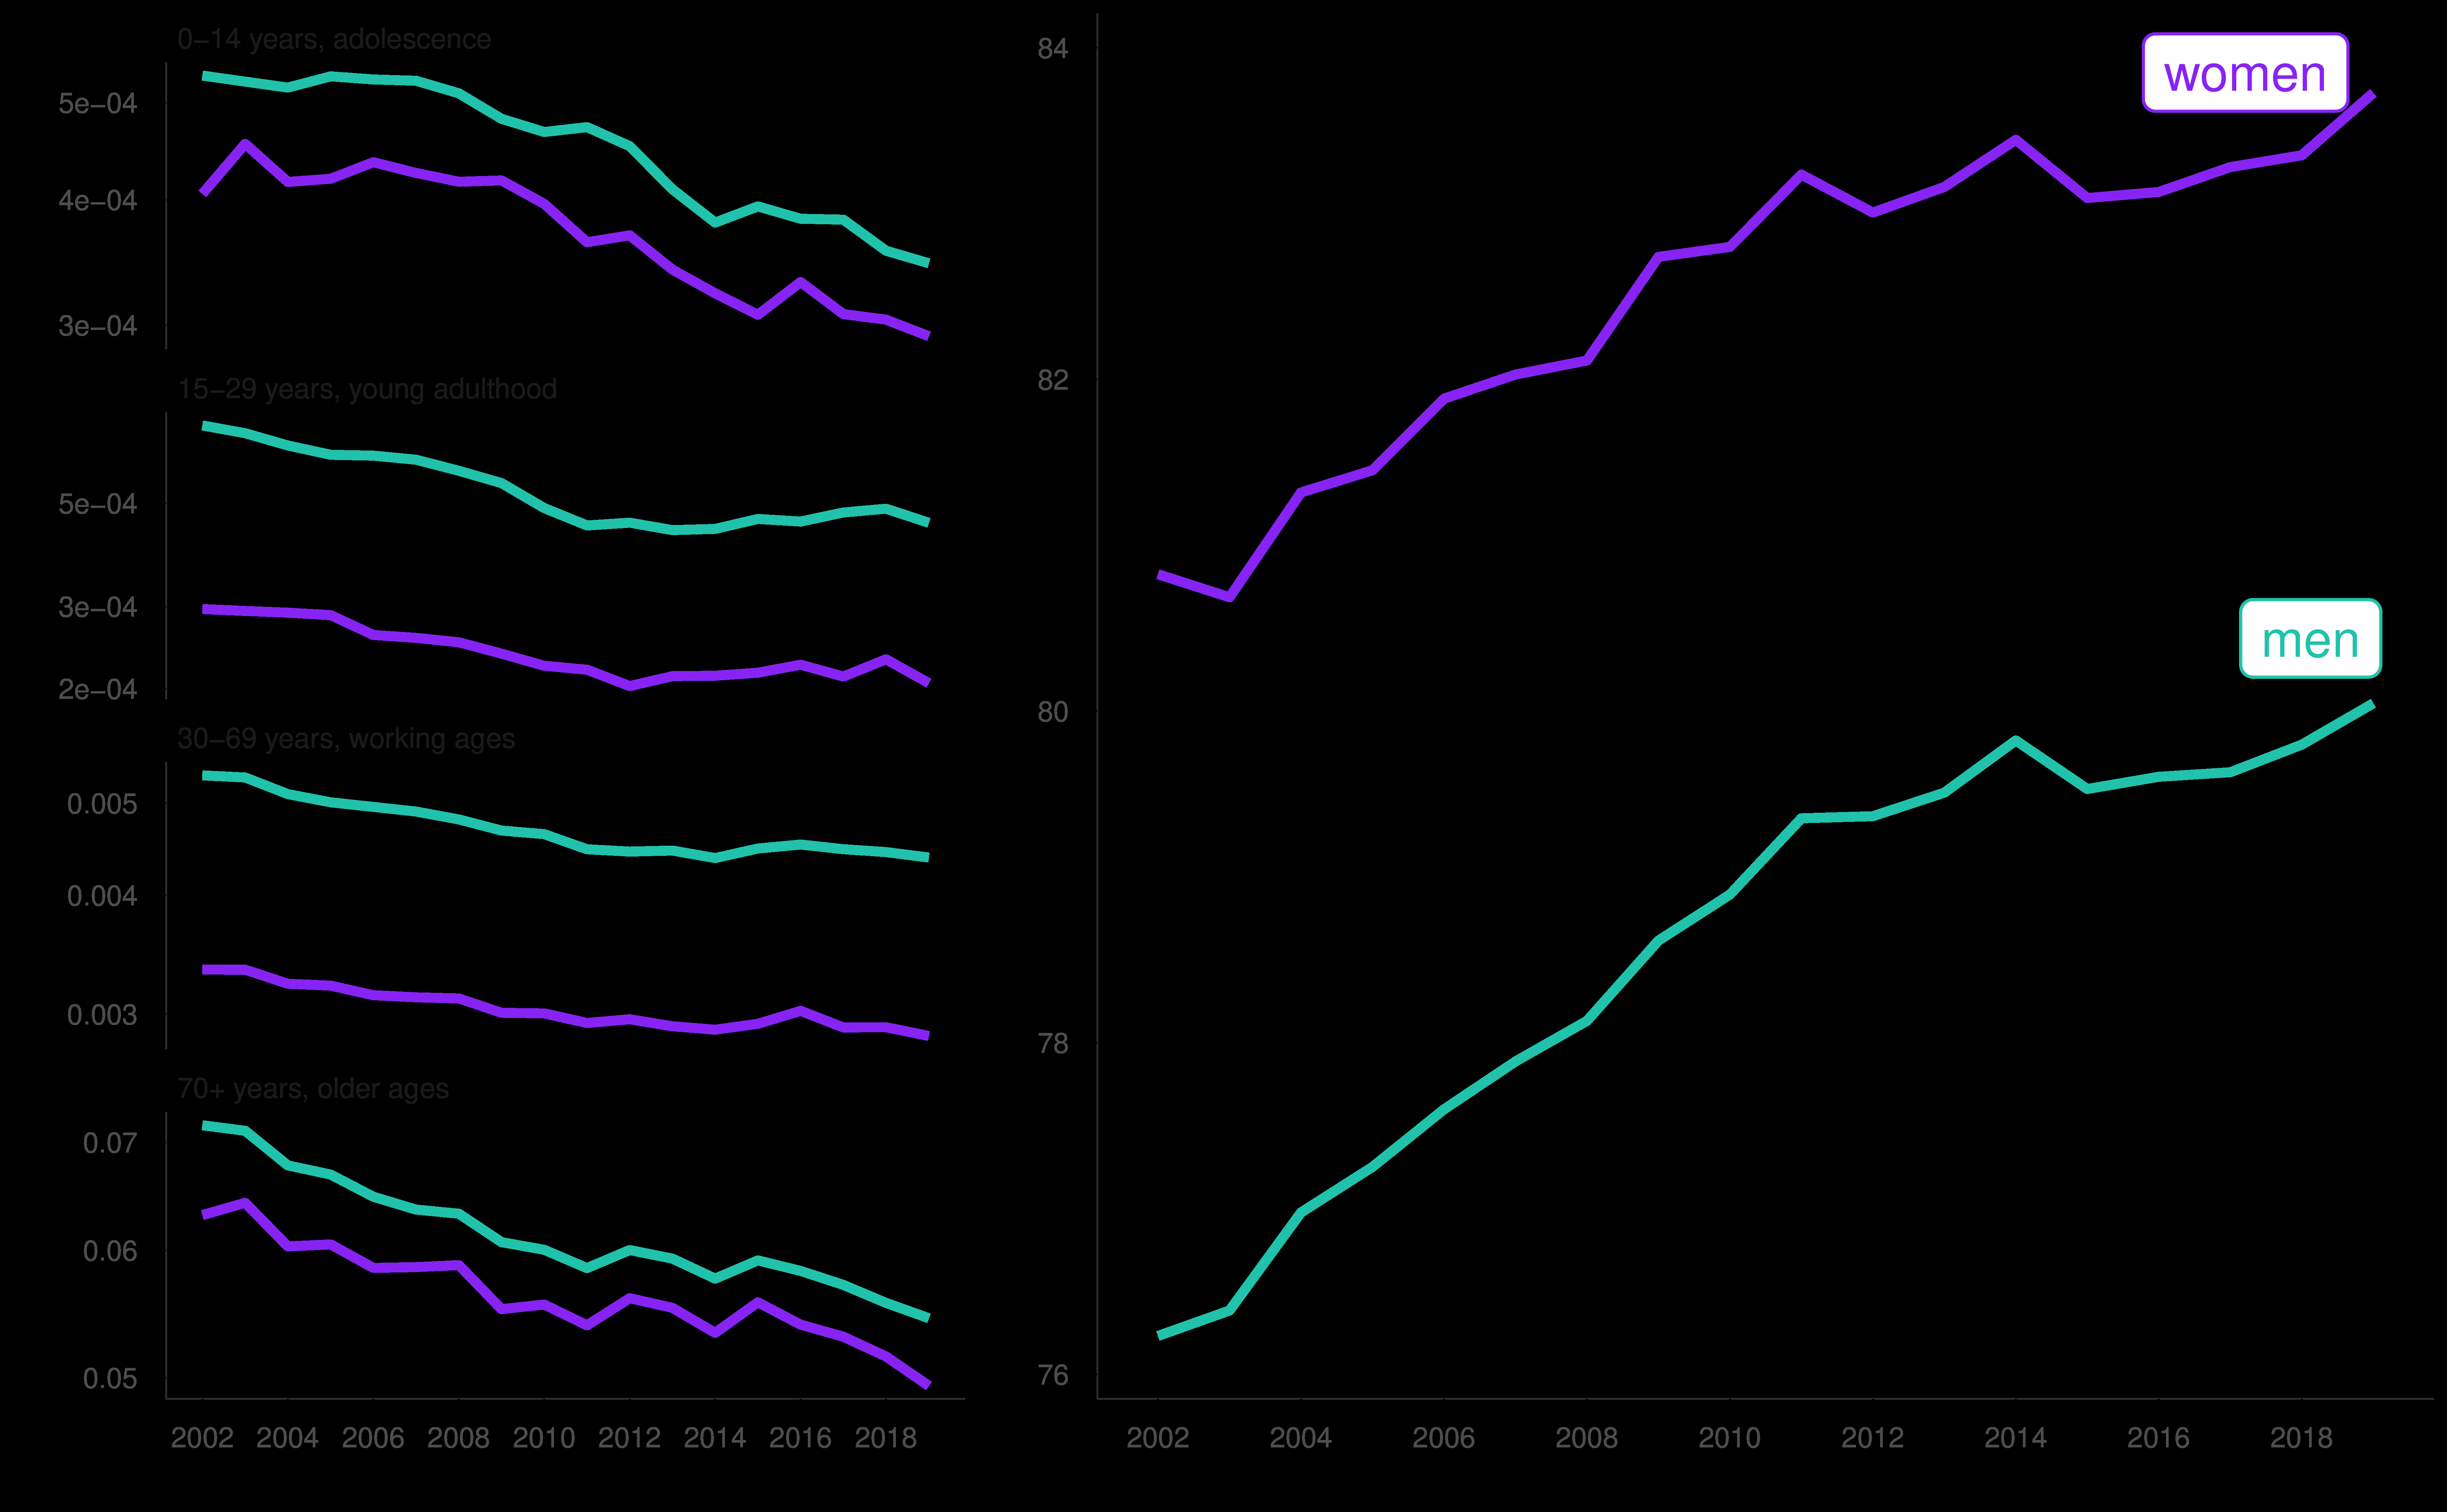 0−14 years, adolescence
5e−04
4e−04
3e−04
15−29 years, young adulthood
5e−04
3e−04
2e−04
30−69 years, working ages
0.005
0.004
0.003
70+ years, older ages
0.07
0.06
0.05
2002 2004 2006 2008 2010 2012 2014 2016 2018
84
women
82
men
80
78
76
2002 2004 2006 2008 2010 2012 2014 2016 2018